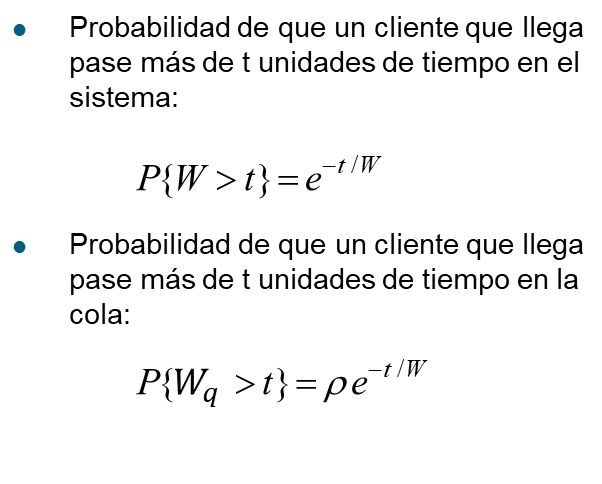 ● Probabilidad de que un cliente que llega
pase más de t unidades de tiempo en el
sistema:
P{W > t} = e^{-t/W}
● Probabilidad de que un cliente que llega
pase más de t unidades de tiempo en la
cola:
P{W_q > t} = ρe^{-t/W}